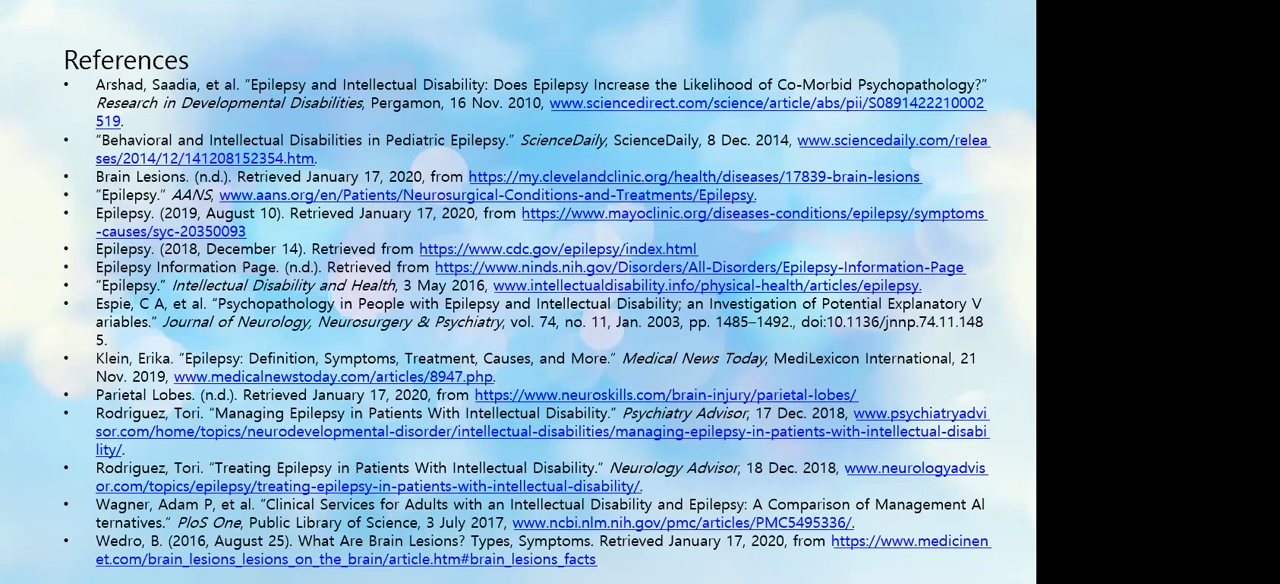 References
• Arshad, Saadia, et al. “Epilepsy and Intellectual Disability: Does Epilepsy Increase the Likelihood of Co-Morbid Psychopathology?”
Research in Developmental Disabilities, Pergamon, 16 Nov. 2010, www.sciencedirect.com/science/article/abs/pii/S0891422210002
519.
• “Behavioral and Intellectual Disabilities in Pediatric Epilepsy.” ScienceDaily, ScienceDaily, 8 Dec. 2014, www.sciencedaily.com/relea
ses/2014/12/141208152354.htm.
• Brain Lesions. (n.d.). Retrieved January 17, 2020, from https://my.clevelandclinic.org/health/diseases/17839-brain-lesions
• “Epilepsy.” AANS, www.aans.org/en/Patients/Neurosurgical-Conditions-and-Treatments/Epilepsy.
• Epilepsy. (2019, August 10). Retrieved January 17, 2020, from https://www.mayoclinic.org/diseases-conditions/epilepsy/symptoms
-causes/syc-20350093
• Epilepsy. (2018, December 14). Retrieved from https://www.cdc.gov/epilepsy/index.html
• Epilepsy Information Page. (n.d.). Retrieved from https://www.ninds.nih.gov/Disorders/All-Disorders/Epilepsy-Information-Page
• “Epilepsy.” Intellectual Disability and Health, 3 May 2016, www.intellectualdisability.info/physical-health/articles/epilepsy.
• Espie, C A, et al. “Psychopathology in People with Epilepsy and Intellectual Disability; an Investigation of Potential Explanatory V
ariables.” Journal of Neurology, Neurosurgery & Psychiatry, vol. 74, no. 11, Jan. 2003, pp. 1485–1492., doi:10.1136/jnnp.74.11.148
5.
• Klein, Erika. “Epilepsy: Definition, Symptoms, Treatment, Causes, and More.” Medical News Today, MediLexicon International, 21
Nov. 2019, www.medicalnewstoday.com/articles/8947.php.
• Parietal Lobes. (n.d.). Retrieved January 17, 2020, from https://www.neuroskills.com/brain-injury/parietal-lobes/
• Rodriguez, Tori. “Managing Epilepsy in Patients With Intellectual Disability.” Psychiatry Advisor, 17 Dec. 2018, www.psychiatryadvi
sor.com/home/topics/neurodevelopmental-disorder/intellectual-disabilities/managing-epilepsy-in-patients-with-intellectual-disabi
lity/.
• Rodriguez, Tori. “Treating Epilepsy in Patients With Intellectual Disability.” Neurology Advisor, 18 Dec. 2018, www.neurologyadvis
or.com/topics/epilepsy/treating-epilepsy-in-patients-with-intellectual-disability/.
• Wagner, Adam P, et al. “Clinical Services for Adults with an Intellectual Disability and Epilepsy: A Comparison of Management Al
ternatives.” PloS One, Public Library of Science, 3 July 2017, www.ncbi.nlm.nih.gov/pmc/articles/PMC5495336/.
• Wedro, B. (2016, August 25). What Are Brain Lesions? Types, Symptoms. Retrieved January 17, 2020, from https://www.medicinen
et.com/brain_lesions_lesions_on_the_brain/article.htm#brain_lesions_facts